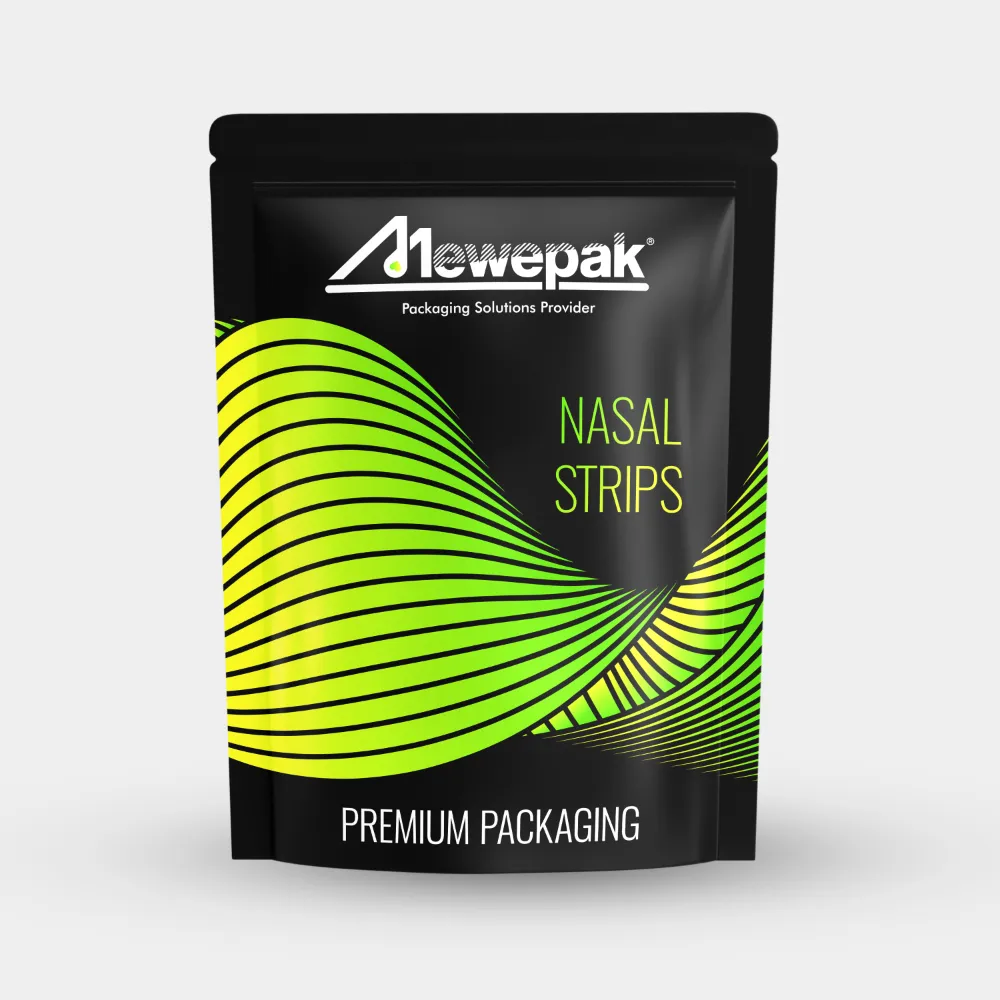 Mewepak®
Packaging Solutions Provider
NASAL
STRIPS
PREMIUM PACKAGING